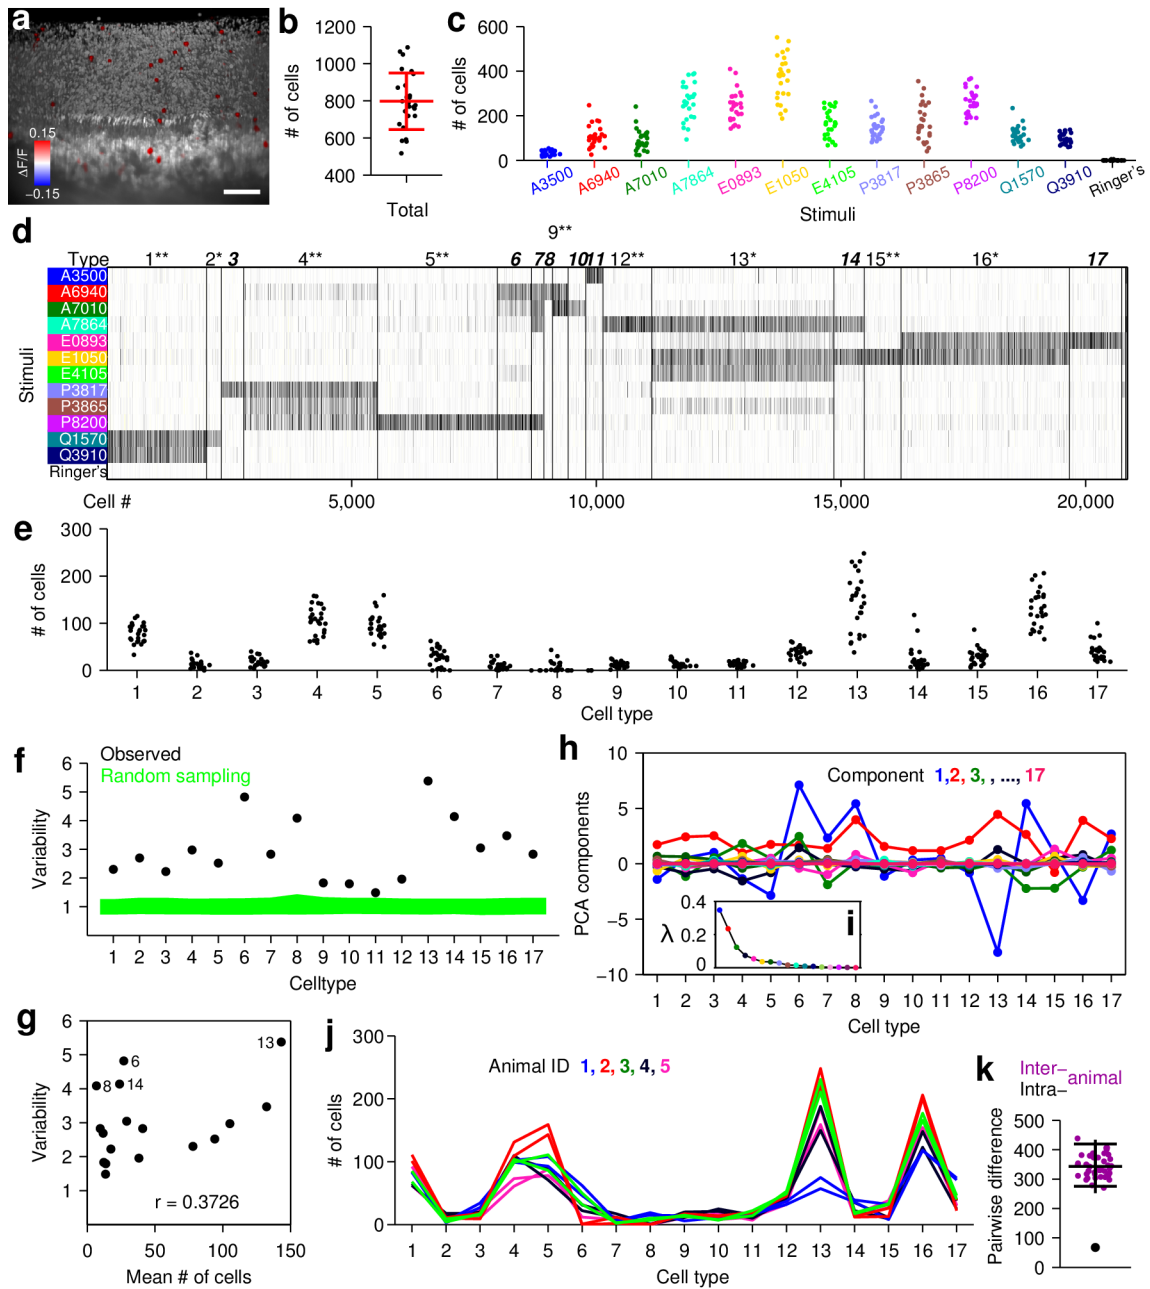 a
0.15
ΔF/F
−0.15
b
1200
1000
800
600
400
# of cells
Total
c
600
400
200
0
# of cells
A3500
A6940
A7010
A7864
E0893
E1050
E4105
P3817
P3865
P8200
Q1570
Q3910
Ringer's
Stimuli
d
9**
Type 1** 2* 3 4** 5** 6 7 8 10 11 12** 13* 14 15** 16* 17
Stimuli
A3500
A6940
A7010
A7864
E0893
E1050
E4105
P3817
P3865
P8200
Q1570
Q3910
Ringer's
Cell # 5,000 10,000 15,000 20,000
e
300
200
100
0
# of cells
1 2 3 4 5 6 7 8 9 10 11 12 13 14 15 16 17
Cell type
f
Observed
Random sampling
6
5
4
3
2
1
Variability
1 2 3 4 5 6 7 8 9 10 11 12 13 14 15 16 17
Celltype
h
10
5
0
−5
−10
PCA components
Component 1,2, 3, , ..., 17
i
0.4
0.2
0
λ
1 2 3 4 5 6 7 8 9 10 11 12 13 14 15 16 17
Cell type
g
6
5
4
3
2
1
Variability
13
6
8
14
r = 0.3726
0 50 100 150
Mean # of cells
j
300
200
100
0
# of cells
Animal ID 1, 2, 3, 4, 5
1 2 3 4 5 6 7 8 9 10 11 12 13 14 15 16 17
Cell type
k
Inter−
Intra−animal
500
400
300
200
100
0
Pairwise difference